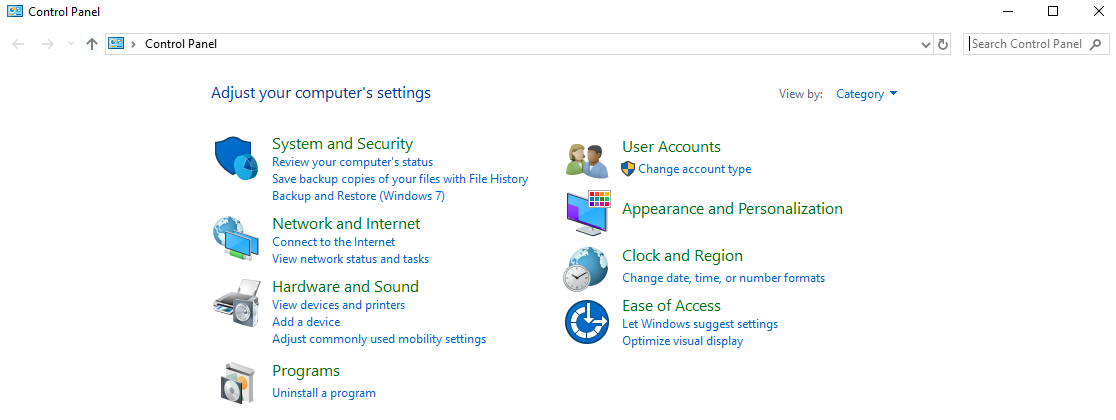 Control Panel
Control Panel
Search Control Panel
Adjust your computer's settings
View by: Category
System and Security
Review your computer's status
Save backup copies of your files with File History
Backup and Restore (Windows 7)
Network and Internet
Connect to the Internet
View network status and tasks
Hardware and Sound
View devices and printers
Add a device
Adjust commonly used mobility settings
Programs
Uninstall a program
User Accounts
Change account type
Appearance and Personalization
Clock and Region
Change date, time, or number formats
Ease of Access
Let Windows suggest settings
Optimize visual display